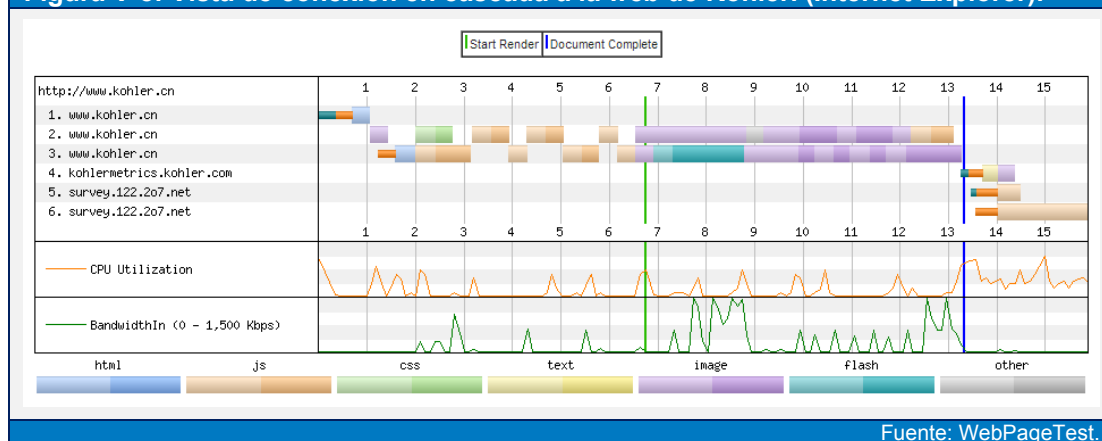 Start Render Document Complete
http://www.kohler.cn 1 2 3 4 5 6 7 8 9 10 11 12 13 14 15
1. www.kohler.cn
2. www.kohler.cn
3. www.kohler.cn
4. kohlermetrics.kohler.com
5. survey.122.2o7.net
6. survey.122.2o7.net
1 2 3 4 5 6 7 8 9 10 11 12 13 14 15
CPU Utilization
BandwidthIn (0 - 1,500 Kbps)
html js css text image flash other
Fuente: WebPageTest.